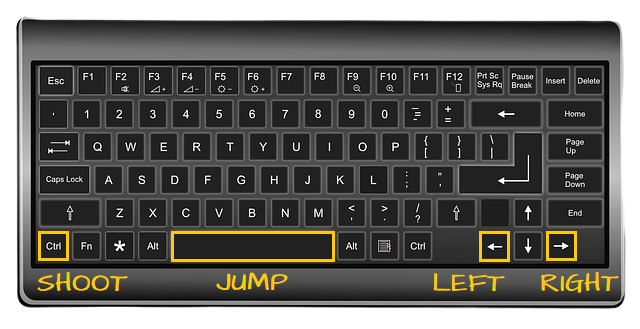 Esc F1 F2 F3 F4 F5 F6 F7 F8 F9 F10 F11 F12 Prt Sc Sys Rq Pause Break Insert Delete
' 1 2 3 4 5 6 7 8 9 0 - = + = ← Home
Q W E R T Y U I O P { [ } ] \ | Page Up
Caps Lock A S D F G H J K L : ; " , Page Down
⇧ Z X C V B N M < , > . ? / ⇧ ↑ End
Ctrl Fn * Alt Alt Ctrl ← ↓ →
SHOOT JUMP LEFT RIGHT